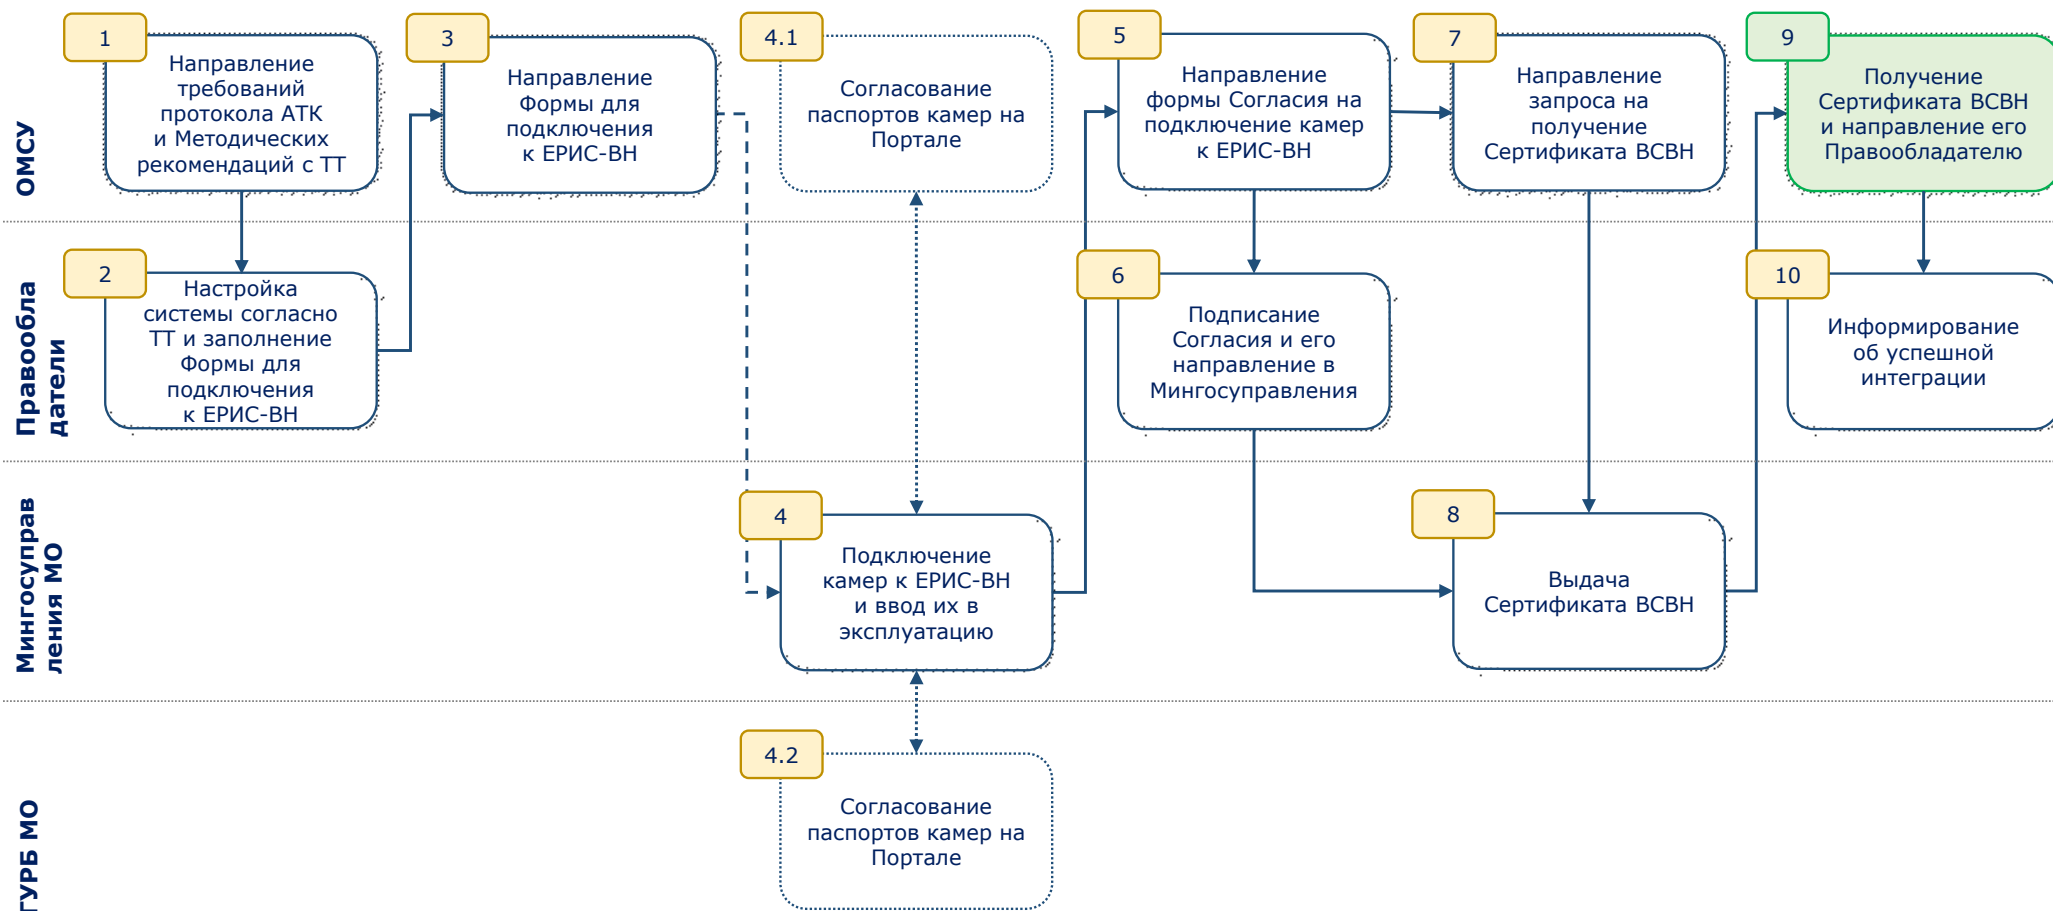 ОМСУ
1
Направление
требований
протокола АТК
и Методических
рекомендаций с ТТ
3
Направление
Формы для
подключения
к ЕРИС-ВН
4.1
Согласование
паспортов камер на
Портале
5
Направление
формы Согласия на
подключение камер
к ЕРИС-ВН
7
Направление
запроса на
получение
Сертификата ВСВН
9
Получение
Сертификата ВСВН
и направление его
Правообладателю
Правообла
датели
2
Настройка
системы согласно
ТТ и заполнение
Формы для
подключения
к ЕРИС-ВН
6
Подписание
Согласия и его
направление в
Мингосуправления
10
Информирование
об успешной
интеграции
Мингосуправ
ления МО
4
Подключение
камер к ЕРИС-ВН
и ввод их в
эксплуатацию
8
Выдача
Сертификата ВСВН
ГУРБ МО
4.2
Согласование
паспортов камер на
Портале